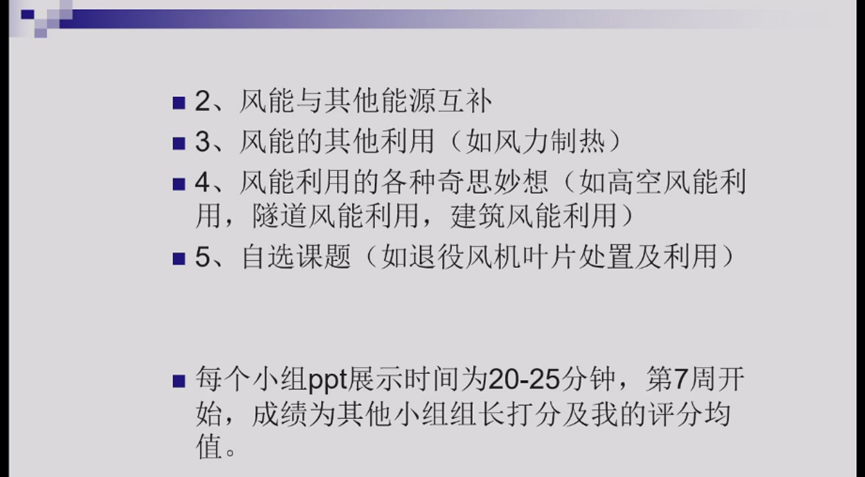 2、风能与其他能源互补
3、风能的其他利用（如风力制热）
4、风能利用的各种奇思妙想（如高空风能利
用，隧道风能利用，建筑风能利用）
5、自选课题（如退役风机叶片处置及利用）
每个小组ppt展示时间为20-25分钟，第7周开
始，成绩为其他小组组长打分及我的评分均
值。